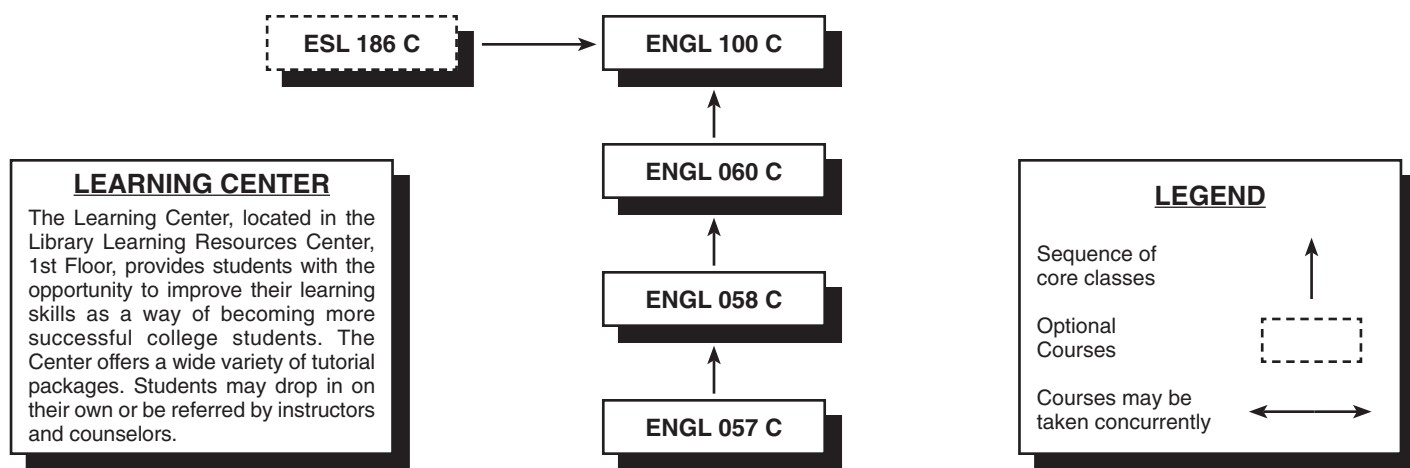 ESL 186 C
ENGL 100 C
ENGL 060 C
ENGL 058 C
ENGL 057 C
LEARNING CENTER
The Learning Center, located in the
Library Learning Resources Center,
1st Floor, provides students with the
opportunity to improve their learning
skills as a way of becoming more
successful college students. The
Center offers a wide variety of tutorial
packages. Students may drop in on
their own or be referred by instructors
and counselors.
LEGEND
Sequence of
core classes
Optional
Courses
Courses may be
taken concurrently